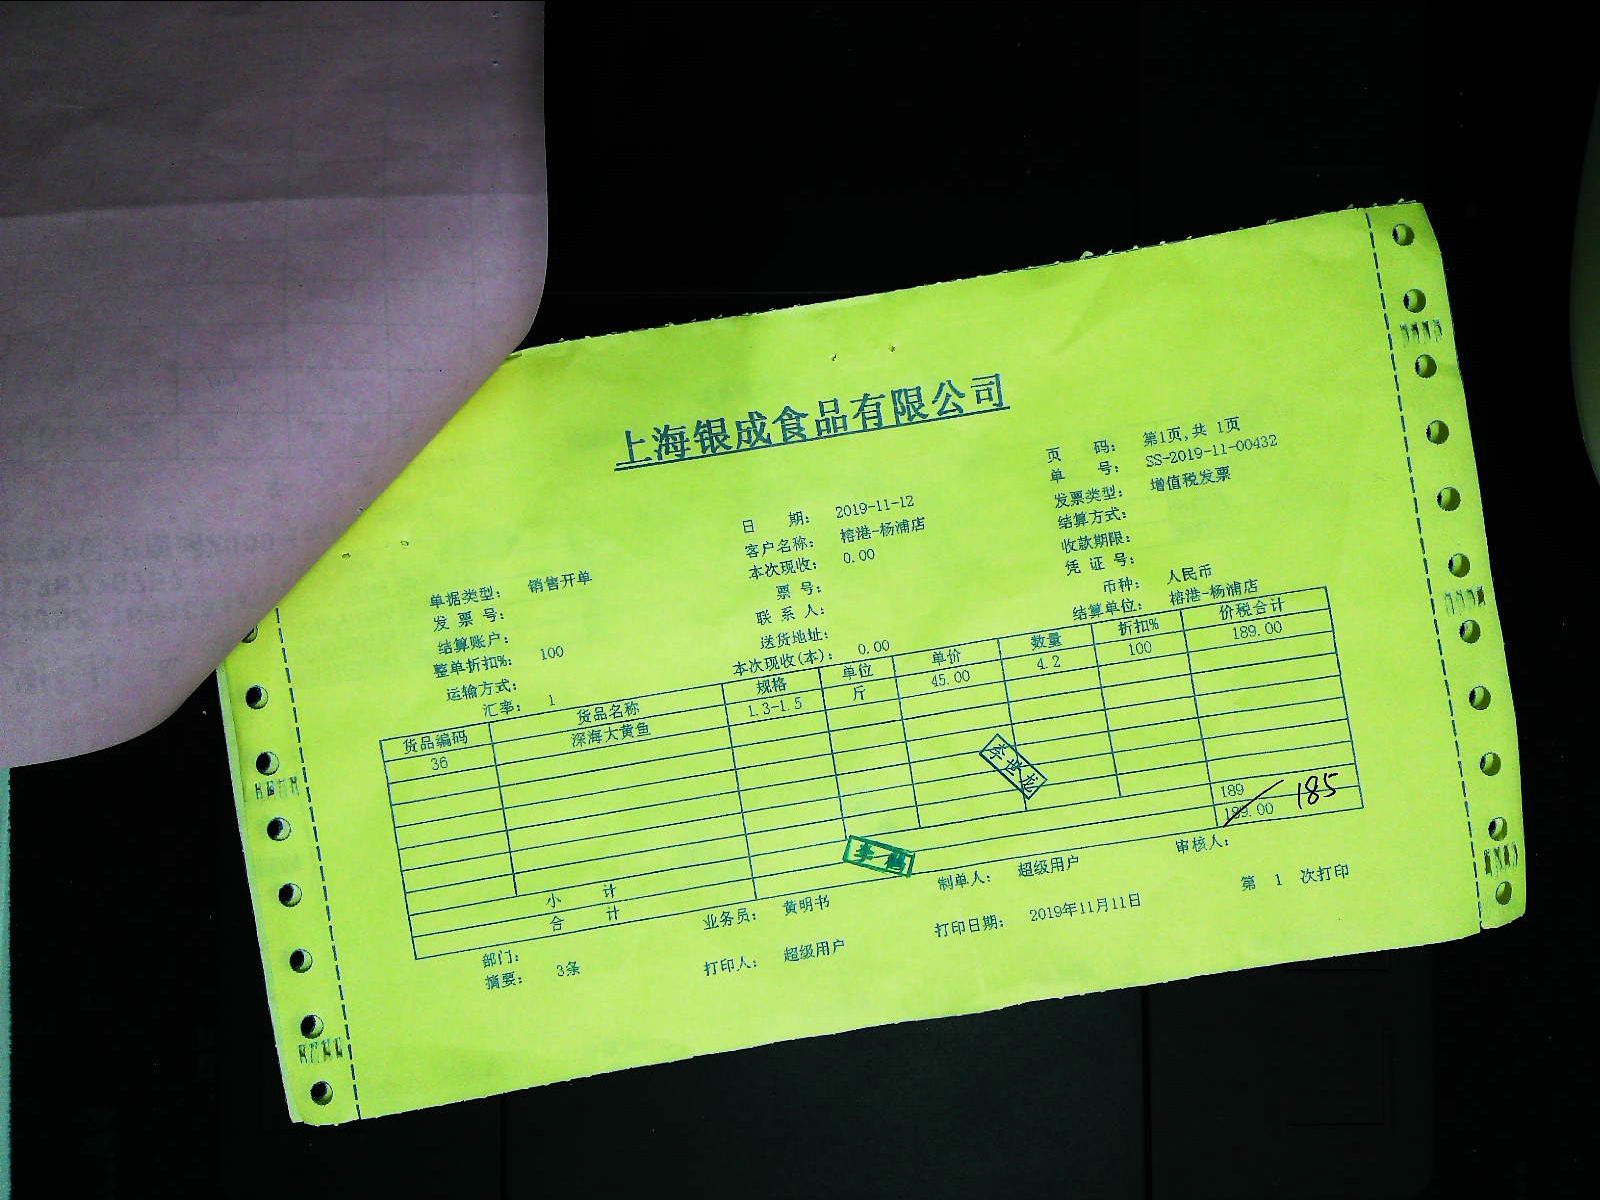 上海银成食品有限公司
页 码： 第1页,共 1页
单 号： SS-2019-11-00432
日 期： 2019-11-12
发票类型： 增值税发票
客户名称： 榕港-杨浦店
结算方式：
单据类型： 销售开单
本次现收： 0.00
收款期限：
发 票 号：
票 号：
凭 证 号：
结算账户：
联 系 人：
币种： 人民币
整单折扣%： 100
送货地址：
结算单位： 榕港-杨浦店
运输方式：
本次现收(本)： 0.00
汇率： 1
货品编码 货品名称 规格 单位 单价 数量 折扣% 价税合计
36 深海大黄鱼 1.3-1.5 斤 45.00 4.2 100 189.00
李世龙
小 计 189
合 计 189.00 185
部门： 业务员： 黄明书 制单人： 超级用户 审核人：
摘要： 3条 打印人： 超级用户 打印日期： 2019年11月11日 第 1 次打印